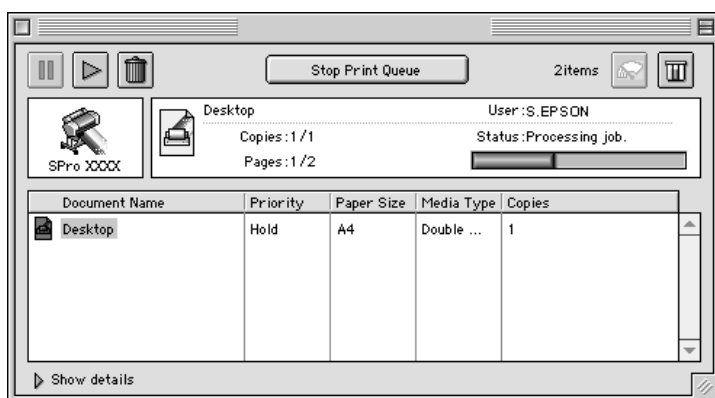 Stop Print Queue 2items
Desktop User:S.EPSON
Copies:1/1 Status:Processing job.
Pages:1/2
SPro XXXX
Document Name Priority Paper Size Media Type Copies
Desktop Hold A4 Double ... 1
Show details